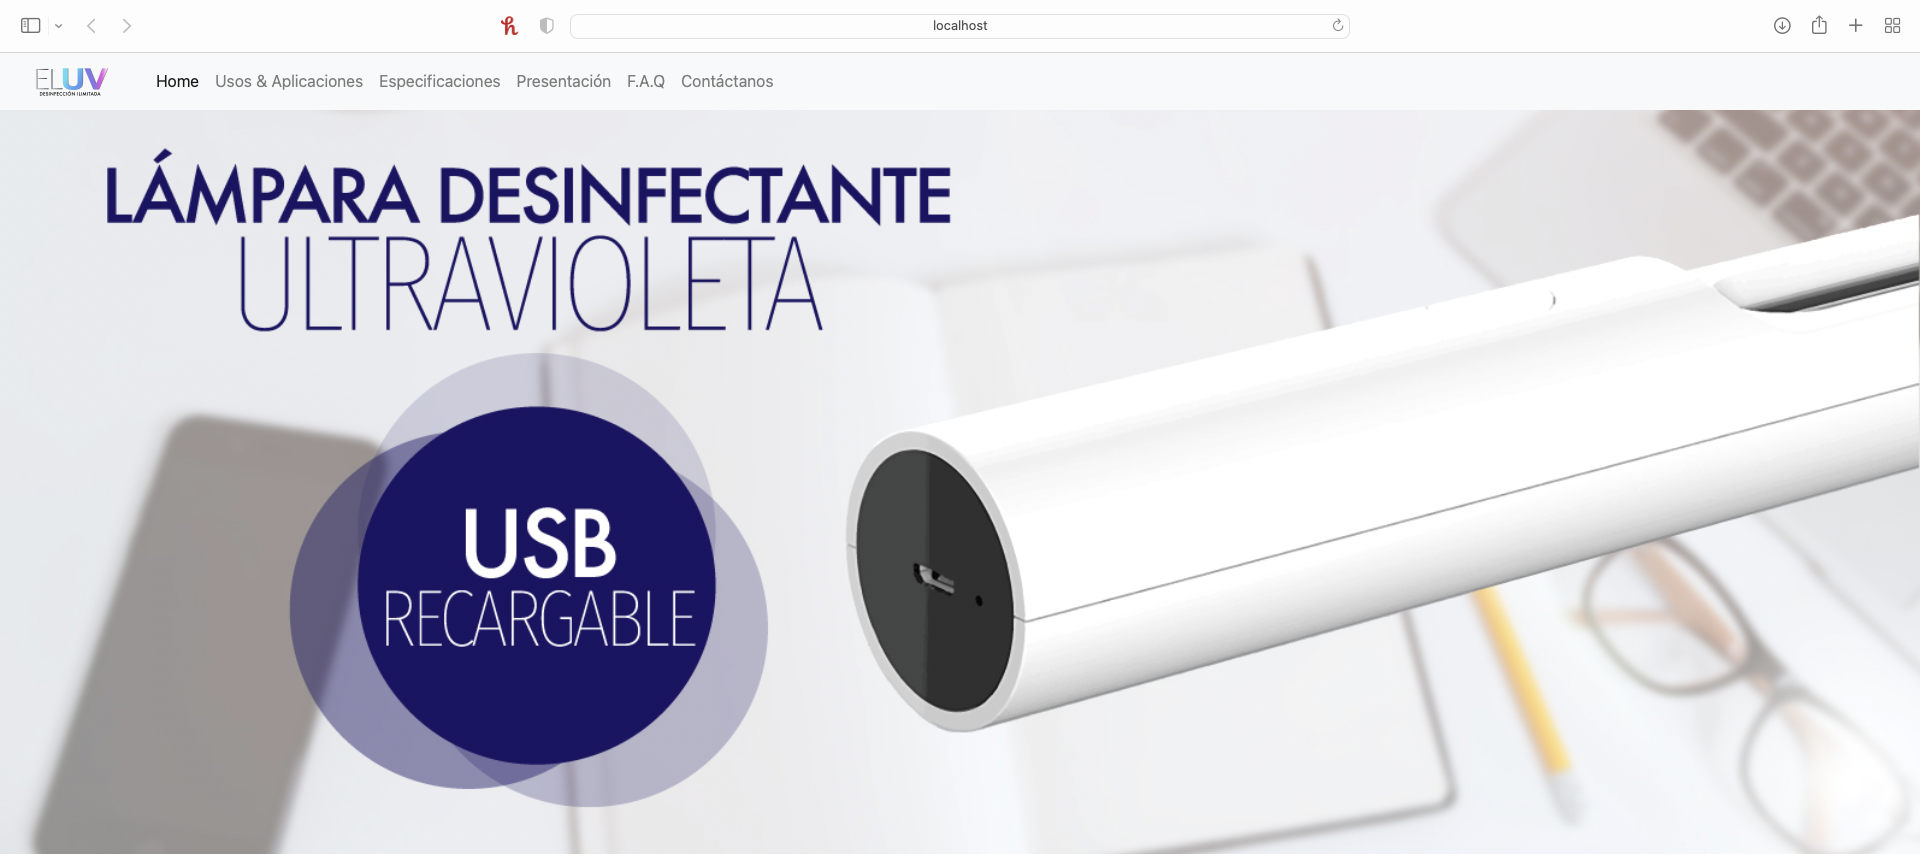 localhost
ELUV
DESINFECCIÓN ILIMITADA
Home Usos & Aplicaciones Especificaciones Presentación F.A.Q Contáctanos
LÁMPARA DESINFECTANTE
ULTRAVIOLETA
USB
RECARGABLE